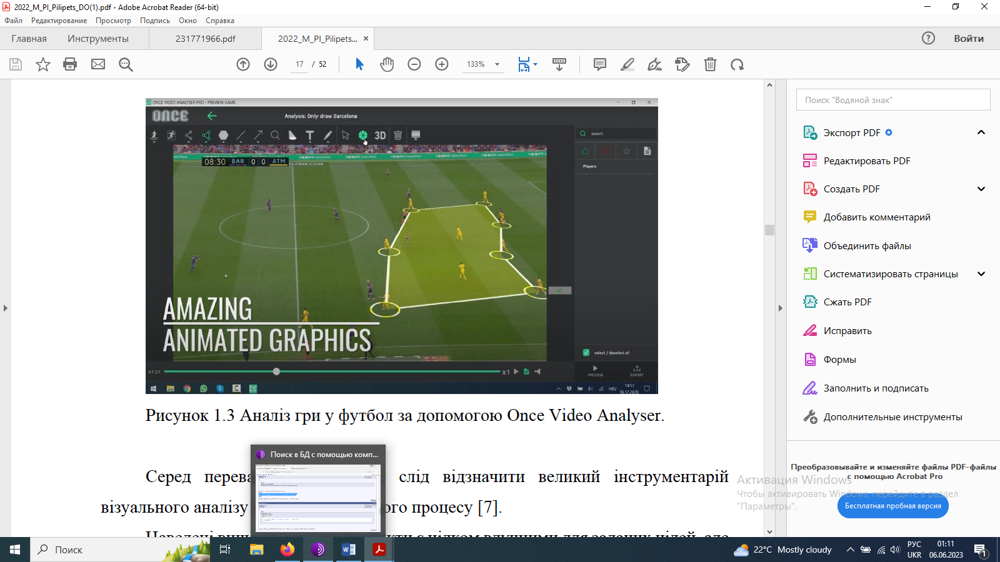 2022_M_PI_Pilipets_DO(1).pdf - Adobe Acrobat Reader (64-bit)
Файл Редактирование Просмотр Подпись Окно Справка
Главная Инструменты 231771966.pdf 2022_M_PI_Pilipets... ×
Войти
17 / 52 133%
ONCE VIDEO ANALYSER PRO - PREVIEW GAME
ONCE Analysis: Only draw Barcelona
T 3D search
08:30 BAR 0 0 ATM
oppo
Players
AMAZING
ANIMATED GRAPHICS
select / deselect all
61:21 x1 PREVIEW EXPORT
HRV 14:53
16.12.2020.
Рисунок 1.3 Аналіз гри у футбол за допомогою Once Video Analyser.
Серед перева слід відзначити великий інструментарій
візуального аналізу ого процесу [7].
Поиск в БД с помощью комп...
Поиск "Водяной знак"
Экспорт PDF
Редактировать PDF
Создать PDF
Добавить комментарий
Объединить файлы
Систематизировать страницы
Сжать PDF
Исправить
Формы
Заполнить и подписать
Дополнительные инструменты
Преобразовывайте и изменяйте файлы PDF-файлы
с помощью Acrobat Pro
Бесплатная пробная версия
Активация Windows
Чтобы активировать Windows, перейдите в раздел
"Параметры".
Поиск
22°C Mostly cloudy
РУС
UKR
01:11
06.06.2023
1